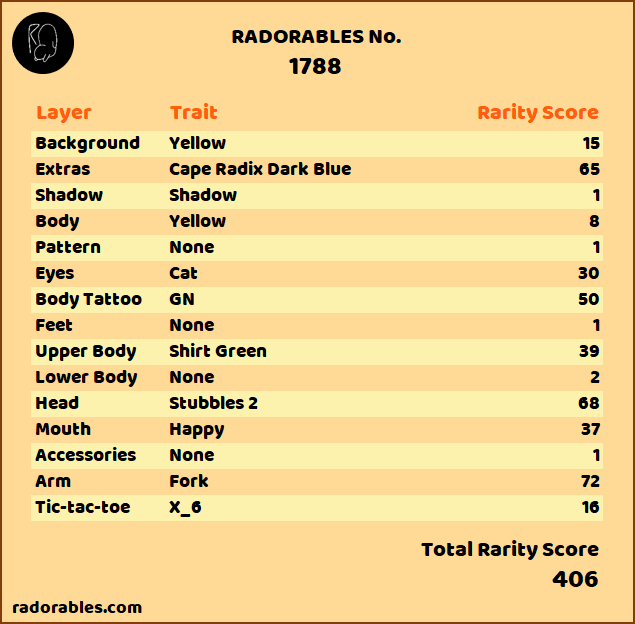 RADORABLES No.
1788
Layer Trait Rarity Score
Background Yellow 15
Extras Cape Radix Dark Blue 65
Shadow Shadow 1
Body Yellow 8
Pattern None 1
Eyes Cat 30
Body Tattoo GN 50
Feet None 1
Upper Body Shirt Green 39
Lower Body None 2
Head Stubbles 2 68
Mouth Happy 37
Accessories None 1
Arm Fork 72
Tic-tac-toe X_6 16
Total Rarity Score
406
radorables.com